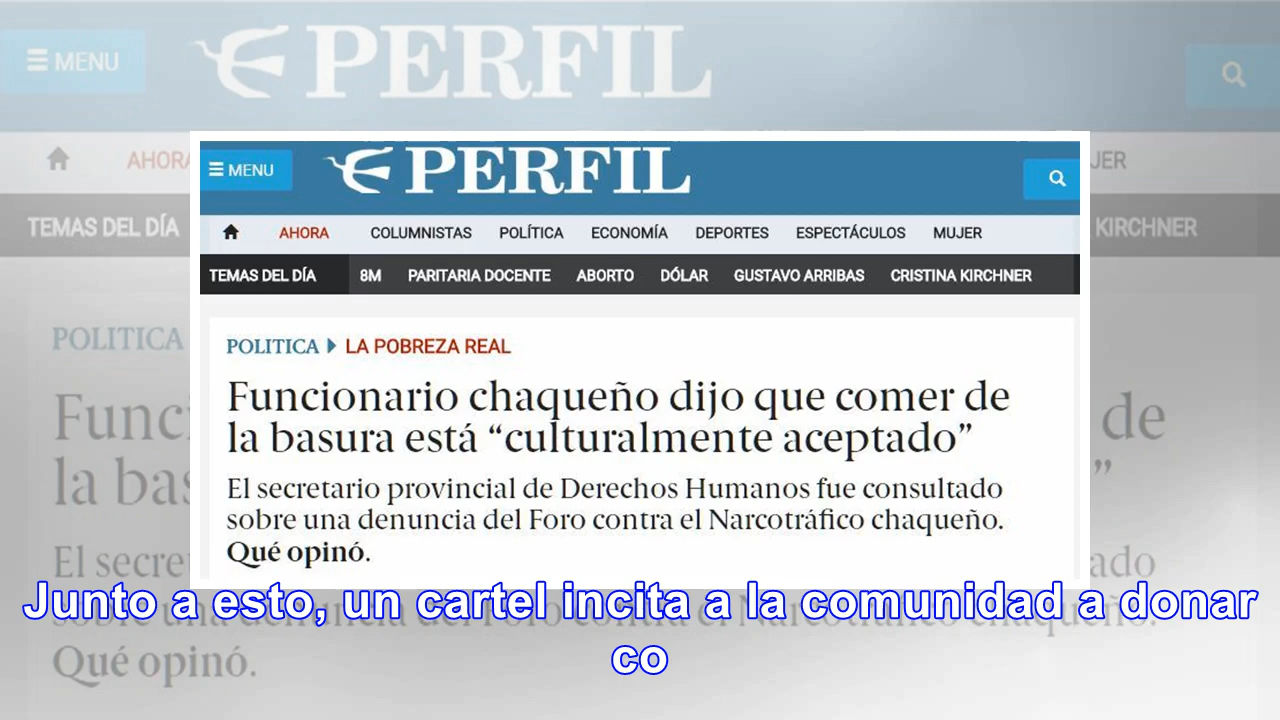 MENU
PERFIL
AHORA
COLUMNISTAS
POLÍTICA
ECONOMÍA
DEPORTES
ESPECTÁCULOS
MUJER
TEMAS DEL DÍA
8M
PARITARIA DOCENTE
ABORTO
DÓLAR
GUSTAVO ARRIBAS
CRISTINA KIRCHNER
POLITICA
LA POBREZA REAL
Funcionario chaqueño dijo que comer de
la basura está “culturalmente aceptado”
El secretario provincial de Derechos Humanos fue consultado
sobre una denuncia del Foro contra el Narcotráfico chaqueño.
Qué opinó.
Junto a esto, un cartel incita a la comunidad a donar
co